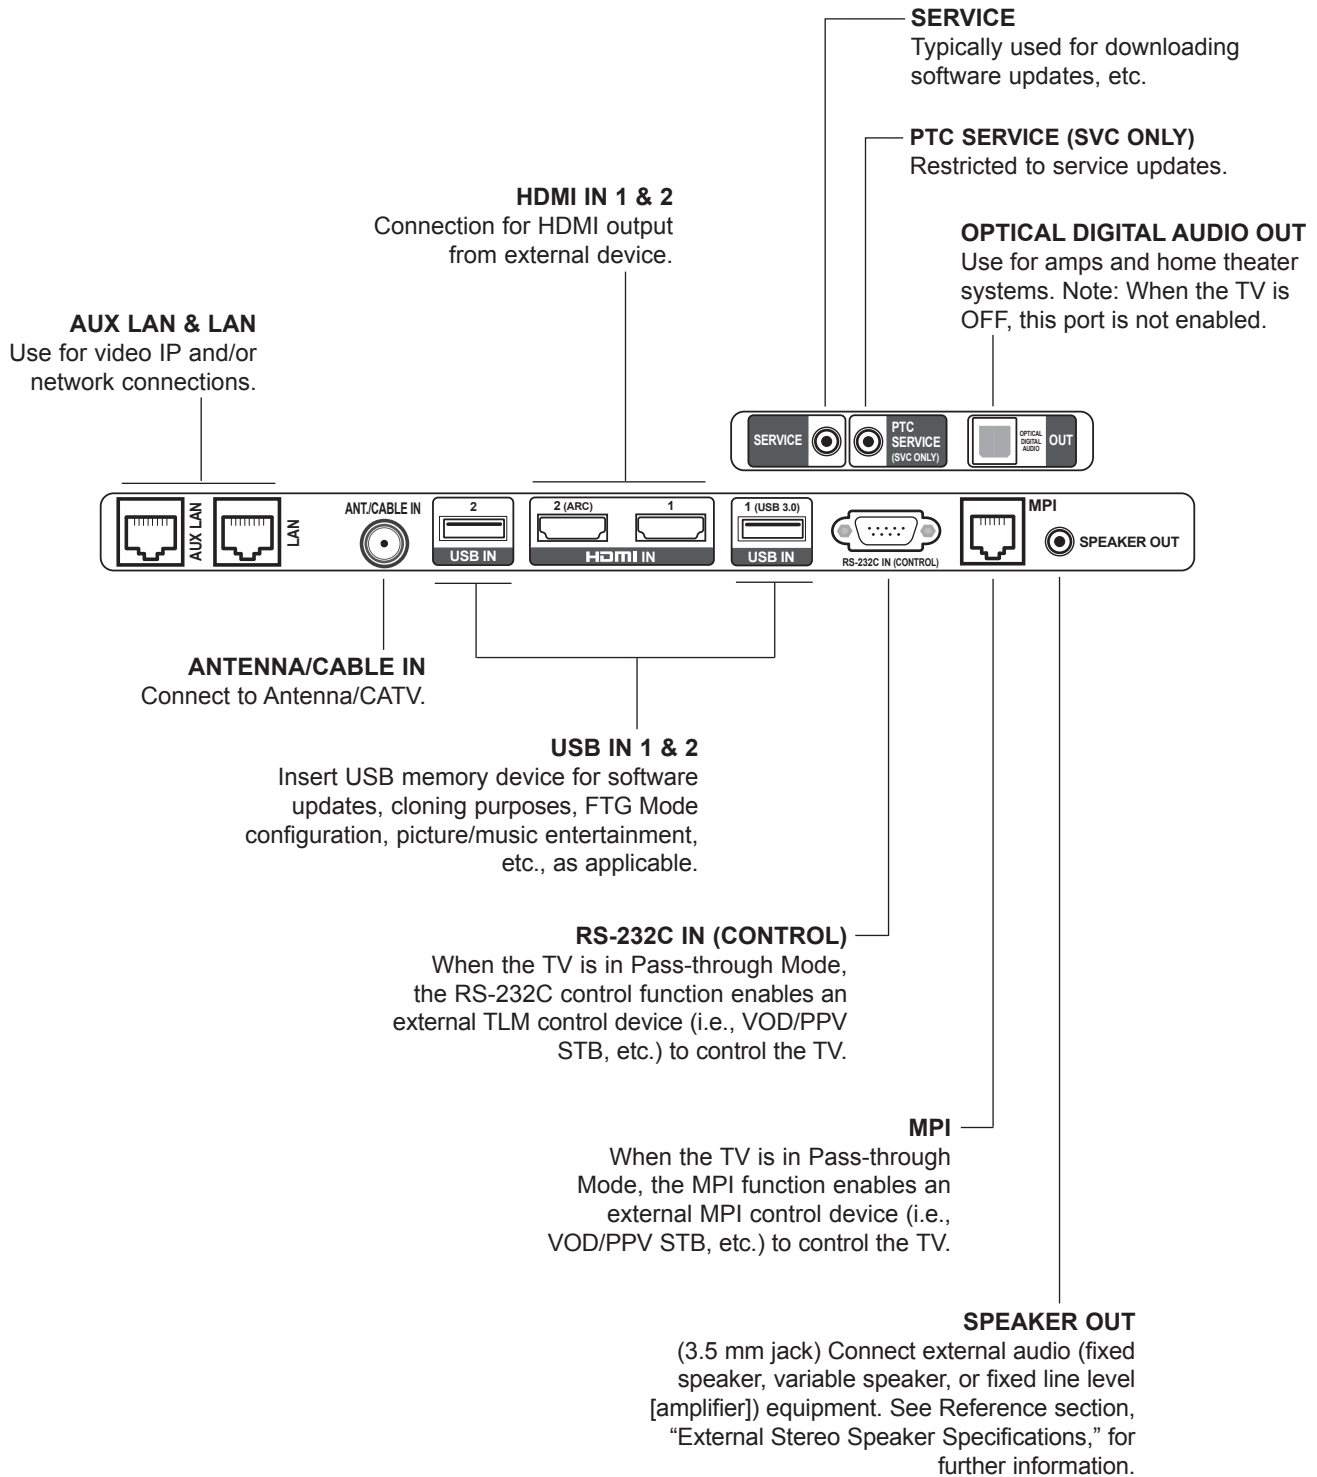 SERVICE
Typically used for downloading
software updates, etc.
PTC SERVICE (SVC ONLY)
Restricted to service updates.
HDMI IN 1 & 2
Connection for HDMI output
from external device.
OPTICAL DIGITAL AUDIO OUT
Use for amps and home theater
systems. Note: When the TV is
OFF, this port is not enabled.
AUX LAN & LAN
Use for video IP and/or
network connections.
SERVICE
PTC
SERVICE
(SVC ONLY)
OPTICAL
DIGITAL
AUDIO
OUT
AUX LAN
LAN
ANT./CABLE IN
2
USB IN
2 (ARC)
1
HDMI IN
1 (USB 3.0)
USB IN
RS-232C IN (CONTROL)
MPI
SPEAKER OUT
ANTENNA/CABLE IN
Connect to Antenna/CATV.
USB IN 1 & 2
Insert USB memory device for software
updates, cloning purposes, FTG Mode
configuration, picture/music entertainment,
etc., as applicable.
RS-232C IN (CONTROL)
When the TV is in Pass-through Mode,
the RS-232C control function enables an
external TLM control device (i.e., VOD/PPV
STB, etc.) to control the TV.
MPI
When the TV is in Pass-through
Mode, the MPI function enables an
external MPI control device (i.e.,
VOD/PPV STB, etc.) to control the TV.
SPEAKER OUT
(3.5 mm jack) Connect external audio (fixed
speaker, variable speaker, or fixed line level
[amplifier]) equipment. See Reference section,
“External Stereo Speaker Specifications,” for
further information.